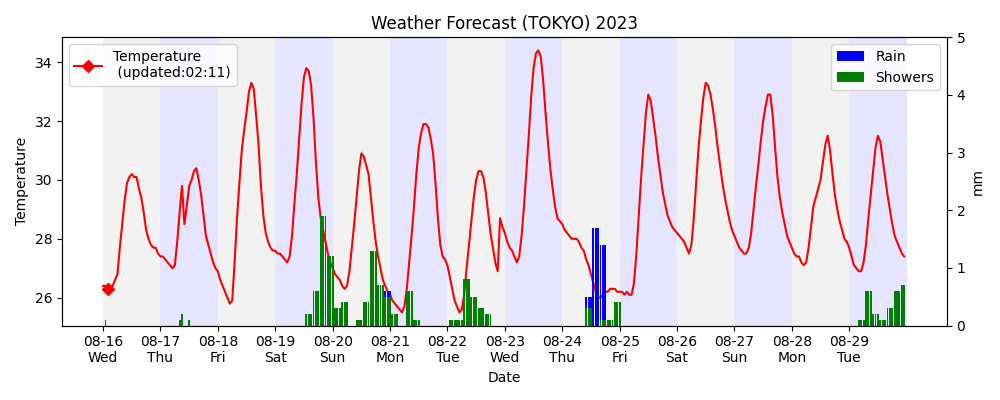 Weather Forecast (TOKYO) 2023
Temperature
(updated:02:11)
Rain
Showers
Temperature
34
32
30
28
26
5
4
3
2
1
0
mm
08-16 08-17 08-18 08-19 08-20 08-21 08-22 08-23 08-24 08-25 08-26 08-27 08-28 08-29
Wed Thu Fri Sat Sun Mon Tue Wed Thu Fri Sat Sun Mon Tue
Date